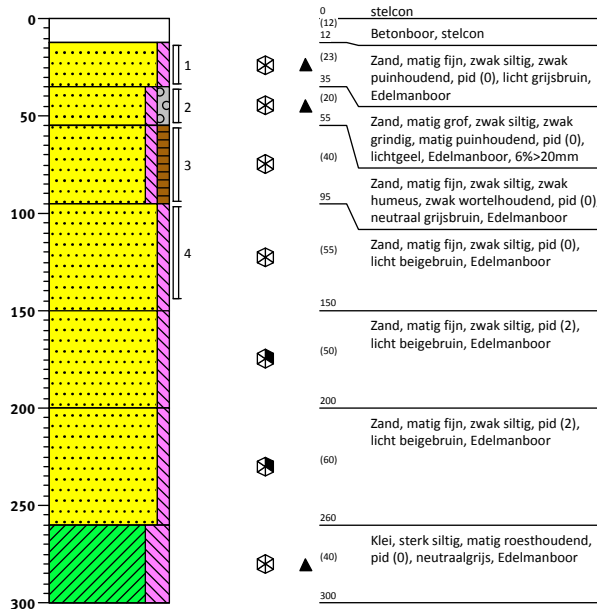 0
50
100
150
200
250
300
1
2
3
4
0 stelcon
(12)
12 Betonboor, stelcon
(23) Zand, matig fijn, zwak siltig, zwak
puinhoudend, pid (0), licht grijsbruin,
35 Edelmanboor
(20)
55 Zand, matig grof, zwak siltig, zwak
grindig, matig puinhoudend, pid (0),
(40) lichtgeel, Edelmanboor, 6%>20mm
Zand, matig fijn, zwak siltig, zwak
95 humeus, zwak wortelhoudend, pid (0)
neutraal grijsbruin, Edelmanboor
(55) Zand, matig fijn, zwak siltig, pid (0),
licht beigebruin, Edelmanboor
150
Zand, matig fijn, zwak siltig, pid (2),
(50) licht beigebruin, Edelmanboor
200
Zand, matig fijn, zwak siltig, pid (2),
licht beigebruin, Edelmanboor
(60)
260
Klei, sterk siltig, matig roesthoudend,
(40) pid (0), neutraalgrijs, Edelmanboor
300